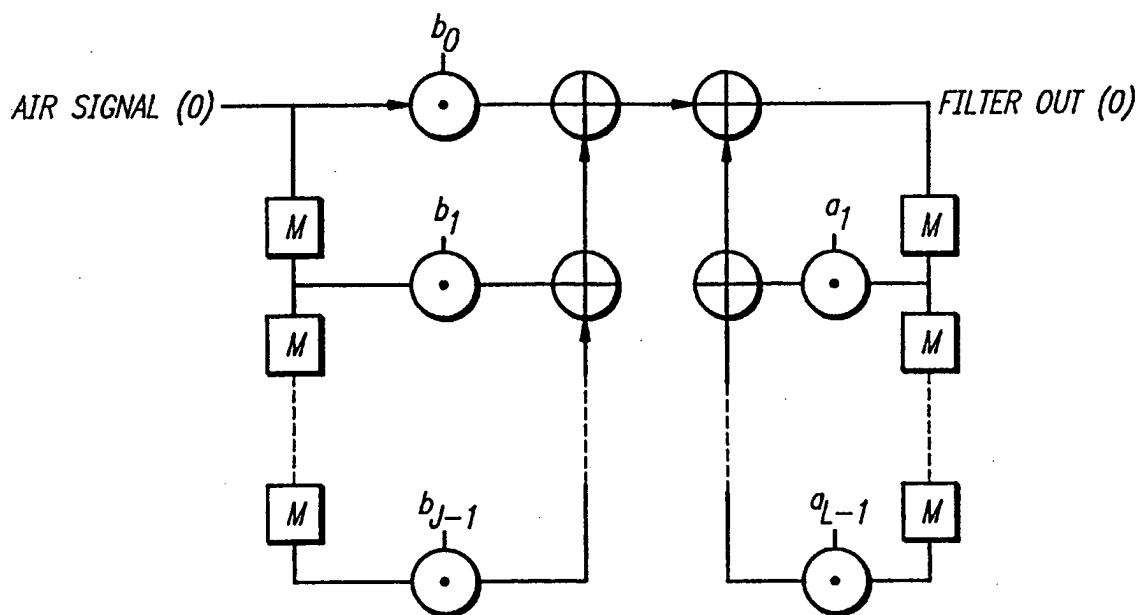 b0
AIR SIGNAL (0)
FILTER OUT (0)
M
M
b1
a1
M
M
M
M
bJ-1
aL-1